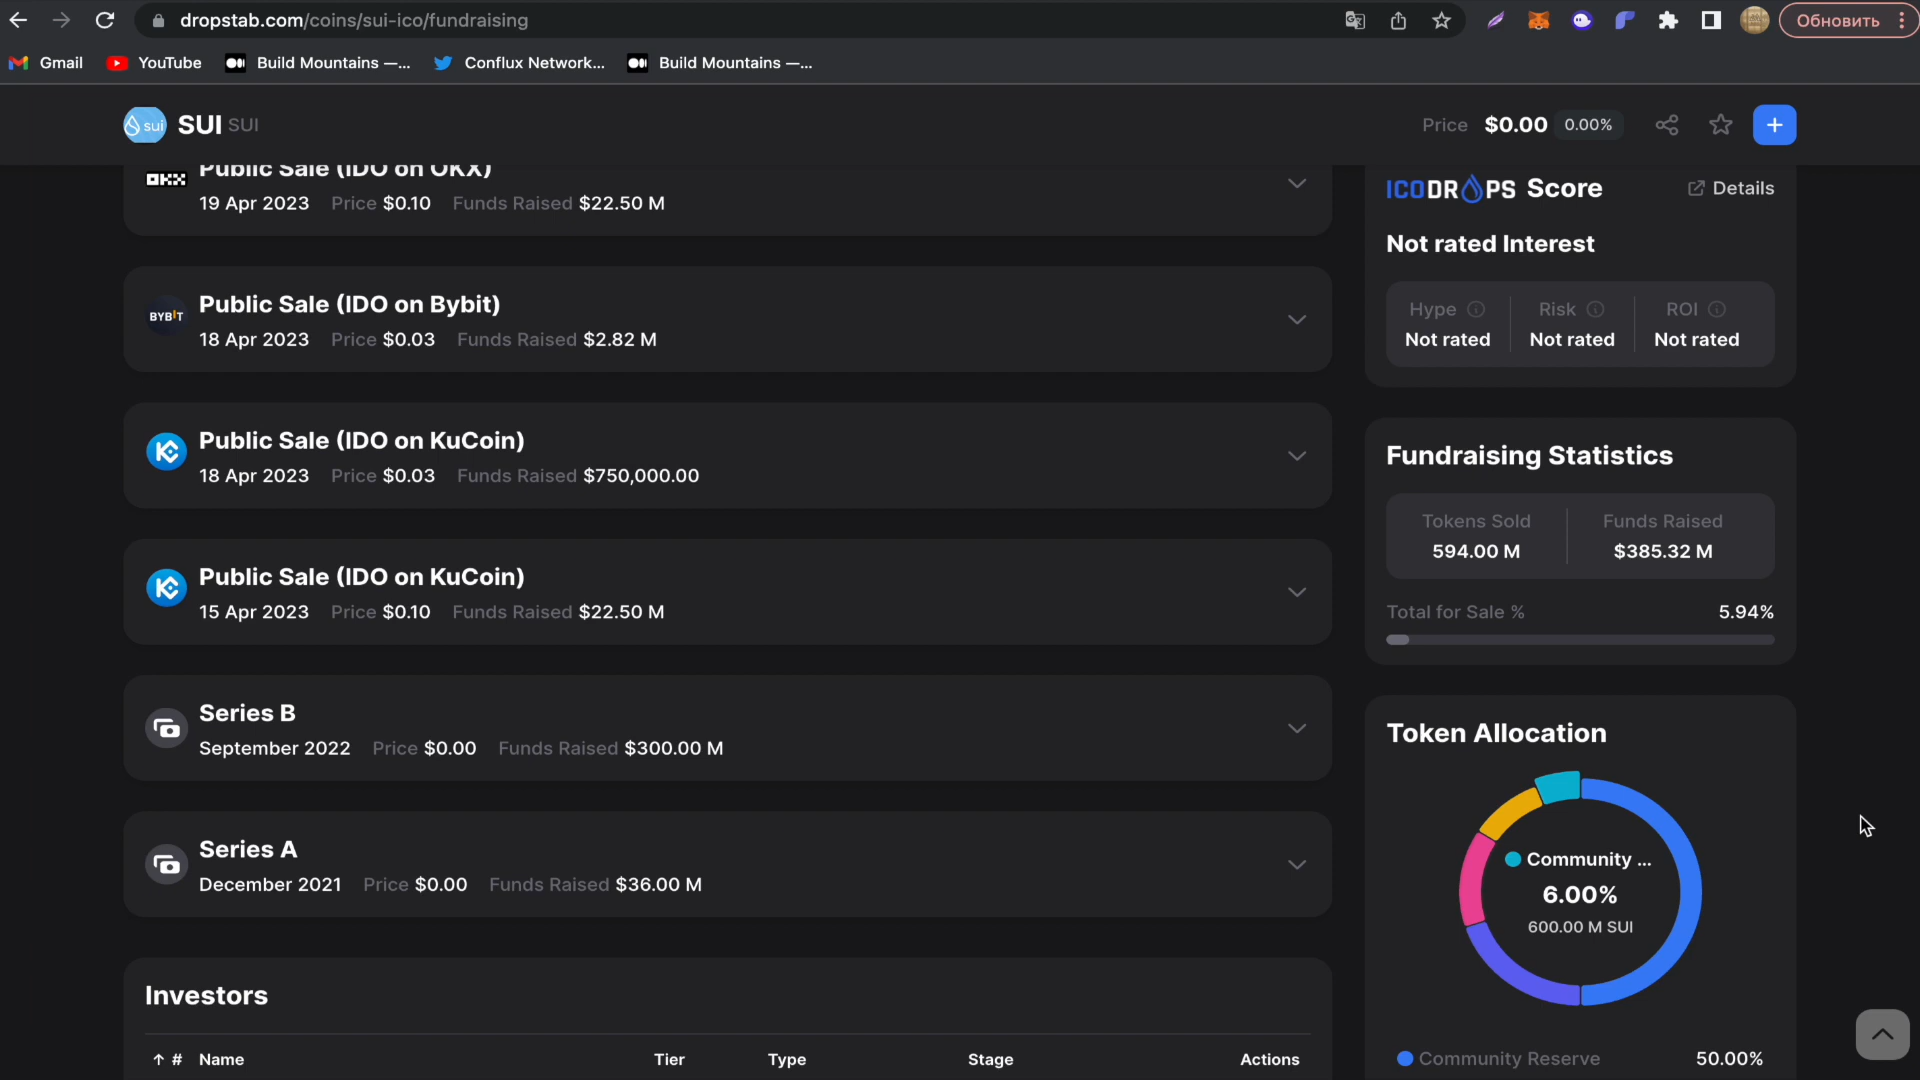 dropstab.com/coins/sui-ico/fundraising
Обновить
Gmail
YouTube
Build Mountains —...
Conflux Network...
Build Mountains —...
sui
SUI SUI
Price $0.00 0.00%
Public Sale (IDO on OKX)
19 Apr 2023 Price $0.10 Funds Raised $22.50 M
BYBIT
Public Sale (IDO on Bybit)
18 Apr 2023 Price $0.03 Funds Raised $2.82 M
Public Sale (IDO on KuCoin)
18 Apr 2023 Price $0.03 Funds Raised $750,000.00
Public Sale (IDO on KuCoin)
15 Apr 2023 Price $0.10 Funds Raised $22.50 M
Series B
September 2022 Price $0.00 Funds Raised $300.00 M
Series A
December 2021 Price $0.00 Funds Raised $36.00 M
Investors
↑ # Name Tier Type Stage Actions
ICODROPS Score Details
Not rated Interest
Hype Risk ROI
Not rated Not rated Not rated
Fundraising Statistics
Tokens Sold Funds Raised
594.00 M $385.32 M
Total for Sale % 5.94%
Token Allocation
Community ...
6.00%
600.00 M SUI
Community Reserve 50.00%